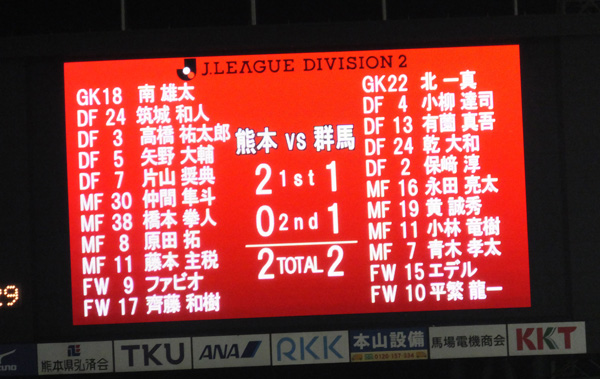 J.LEAGUE DIVISION 2
GK18 南 雄太
DF 24 筑城 和人
DF 3 高橋 祐太郎
DF 5 矢野 大輔
DF 7 片山 奨典
MF 30 仲間 隼斗
MF 38 橋本 拳人
MF 8 原田 拓
MF 11 藤本 主税
FW 9 ファビオ
FW 17 齊藤 和樹
熊本 VS 群馬
2 1st 1
0 2nd 1
2 TOTAL 2
GK22 北 一真
DF 4 小柳 達司
DF 13 有薗 真吾
DF 24 乾 大和
DF 2 保﨑 淳
MF 16 永田 亮太
MF 19 黄 誠秀
MF 11 小林 竜樹
MF 7 青木 孝太
FW 15 エデル
FW 10 平繁 龍一
熊本県弘済会
TKU
ANA
RKK
本山設備
馬場電機商会
KKT